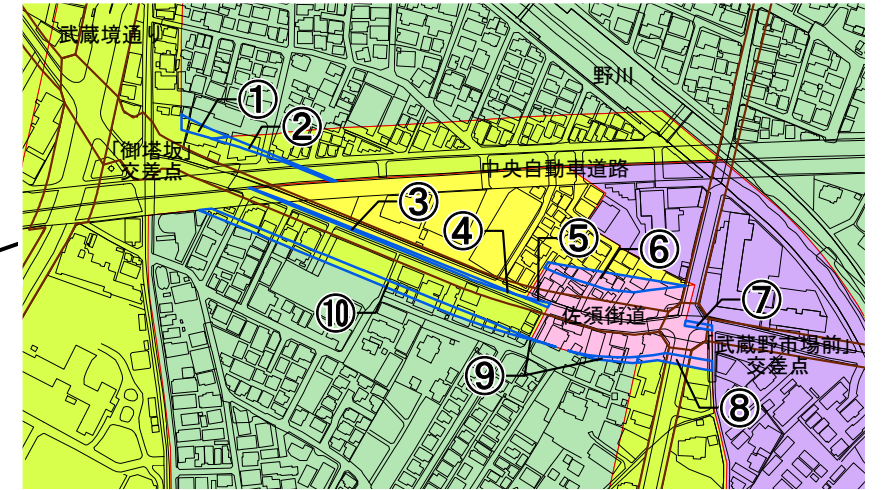 武蔵境通り
野川
①
②
「御塔坂」
交差点
中央自動車道路
③
④
⑤
⑥
⑩
佐須街道
⑦
武蔵野市場前」
交差点
⑨
⑧